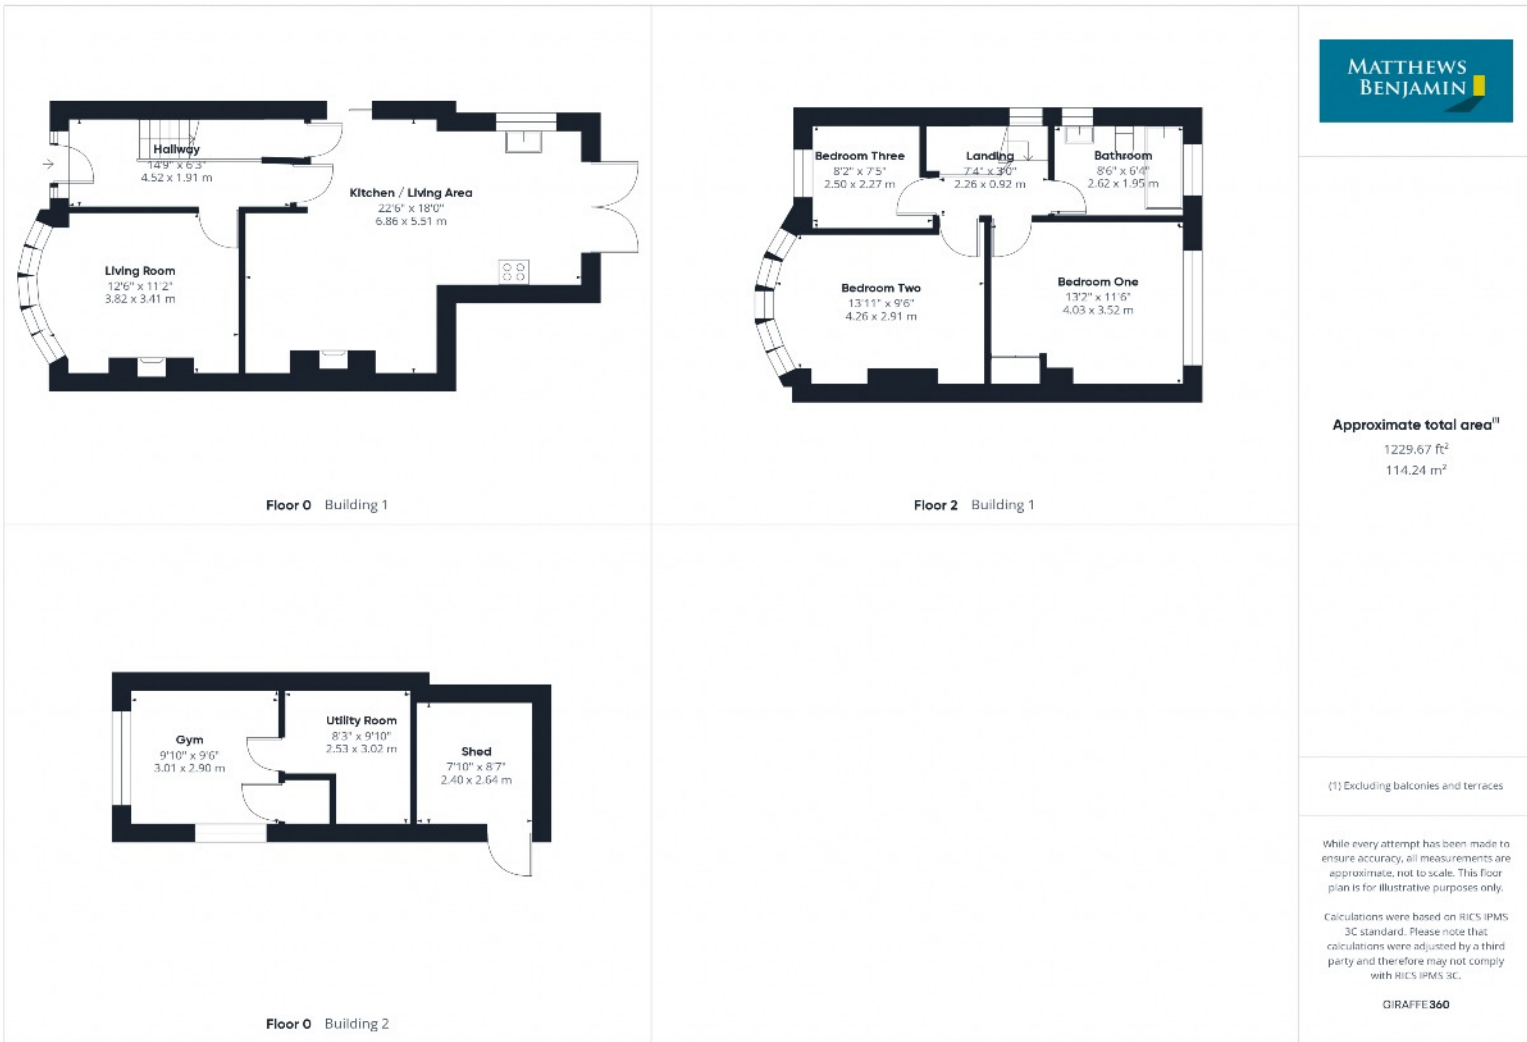 Hallway
14'9" x 6'3"
4.52 x 1.91 m
Kitchen / Living Area
22'6" x 18'0"
6.86 x 5.51 m
Living Room
12'6" x 11'2"
3.82 x 3.41 m
Floor 0 Building 1
Bedroom Three
8'2" x 7'5"
2.50 x 2.27 m
Landing
7'4" x 3'0"
2.26 x 0.92 m
Bathroom
8'6" x 6'4"
2.62 x 1.95 m
Bedroom Two
13'11" x 9'6"
4.26 x 2.91 m
Bedroom One
13'2" x 11'6"
4.03 x 3.52 m
Floor 2 Building 1
Gym
9'10" x 9'6"
3.01 x 2.90 m
Utility Room
8'3" x 9'10"
2.53 x 3.02 m
Shed
7'10" x 8'7"
2.40 x 2.64 m
Floor 0 Building 2
MATTHEWS
BENJAMIN
Approximate total area(1)
1229.67 ft²
114.24 m²
(1) Excluding balconies and terraces
While every attempt has been made to
ensure accuracy, all measurements are
approximate, not to scale. This floor
plan is for illustrative purposes only.
Calculations were based on RICS IPMS
3C standard. Please note that
calculations were adjusted by a third
party and therefore may not comply
with RICS IPMS 3C.
GIRAFFE360